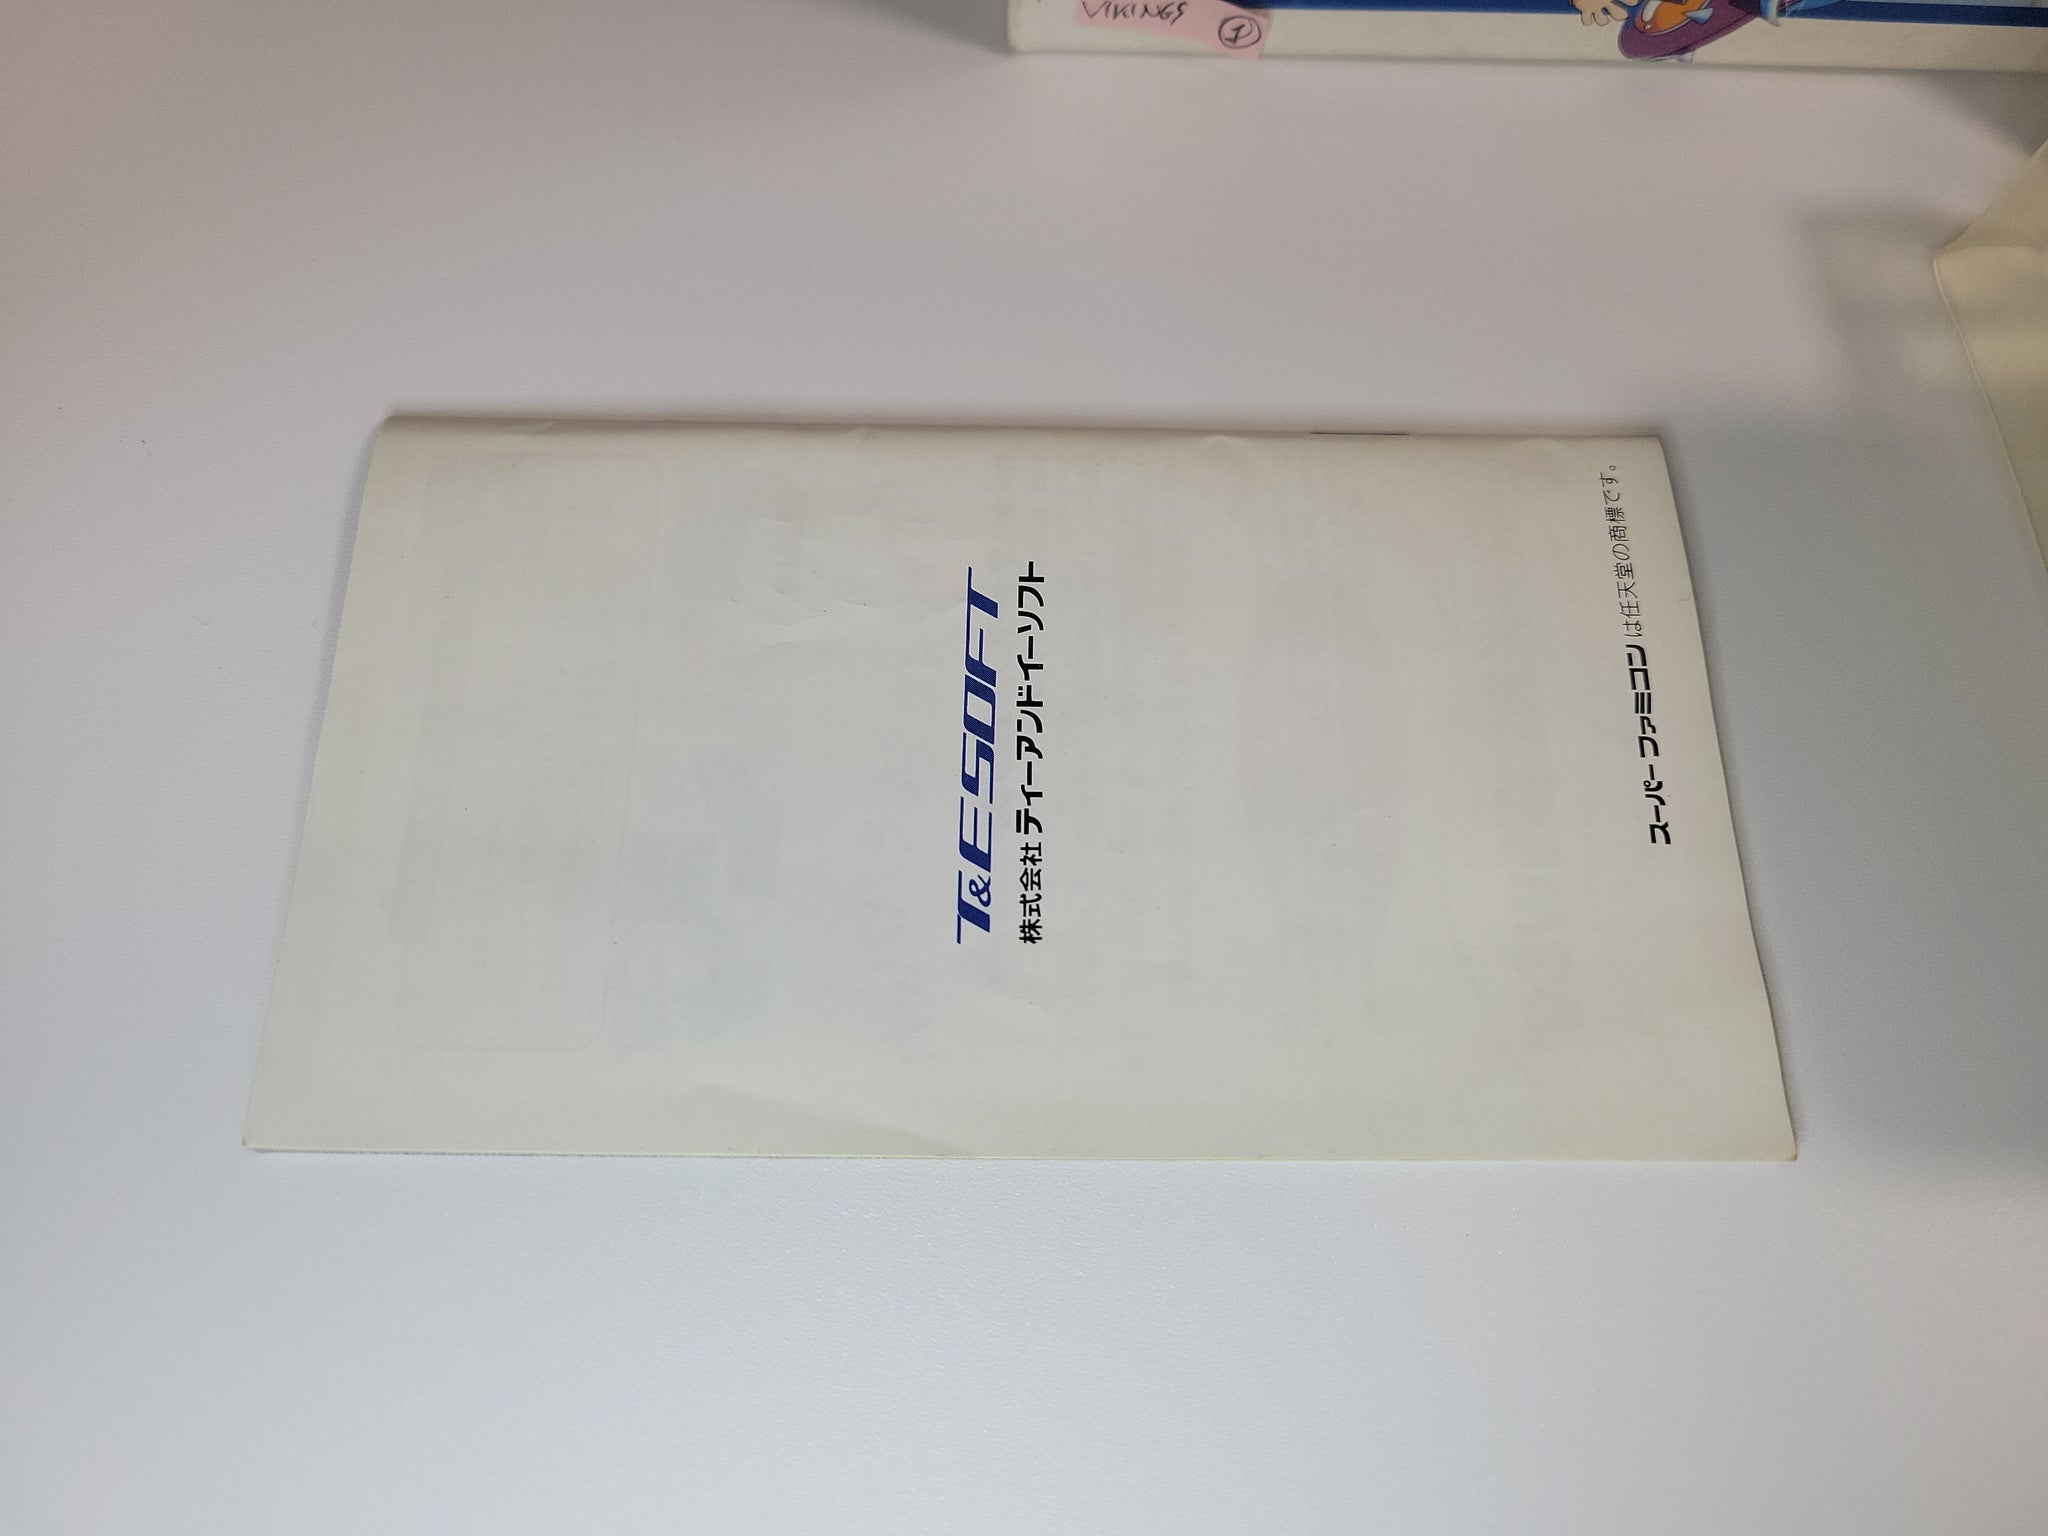 VIKINGS
1
T&E SOFT
株式会社 ティーアンドイーソフト
スーパーファミコン は任天堂の商標です。